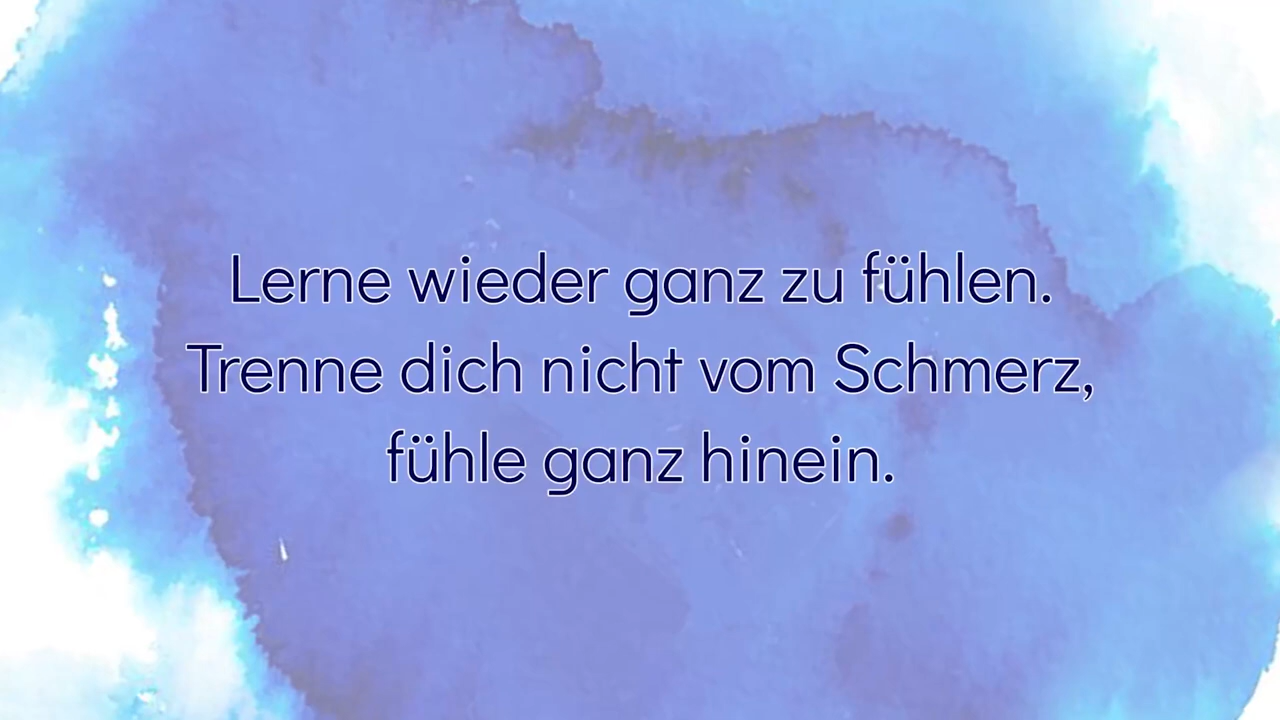 Lerne wieder ganz zu fühlen.
Trenne dich nicht vom Schmerz,
fühle ganz hinein.